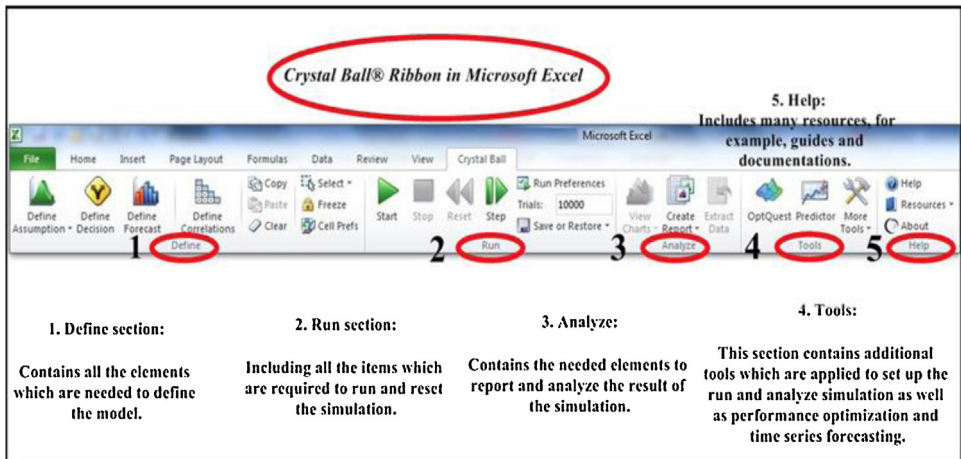 Crystal Ball® Ribbon in Microsoft Excel
5. Help:
Includes many resources, for
example, guides and
documentations.
Microsoft Excel
File Home Insert Page Layout Formulas Data Review View Crystal Ball
Define Assumption
Define Decision
Define Forecast
Define Correlations
Copy
Paste
Clear
Select
Freeze
Cell Prefs
Start
Stop
Reset
Step
Run Preferences
Trials: 10000
Save or Restore
View Charts
Create Report
Extract Data
OptQuest
Predictor
More Tools
Help
Resources
About
1 Define
2 Run
3 Analyze
4 Tools
5 Help
1. Define section:
Contains all the elements
which are needed to define
the model.
2. Run section:
Including all the items which
are required to run and reset
the simulation.
3. Analyze:
Contains the needed elements to
report and analyze the result of
the simulation.
4. Tools:
This section contains additional
tools which are applied to set up the
run and analyze simulation as well
as performance optimization and
time series forecasting.